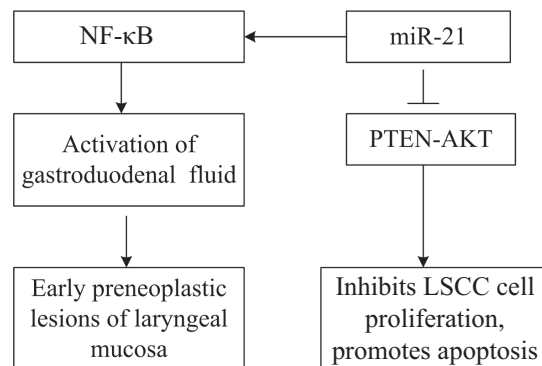 NF-κB
miR-21
Activation of
gastroduodenal fluid
PTEN-AKT
Early preneoplastic
lesions of laryngeal
mucosa
Inhibits LSCC cell
proliferation,
promotes apoptosis